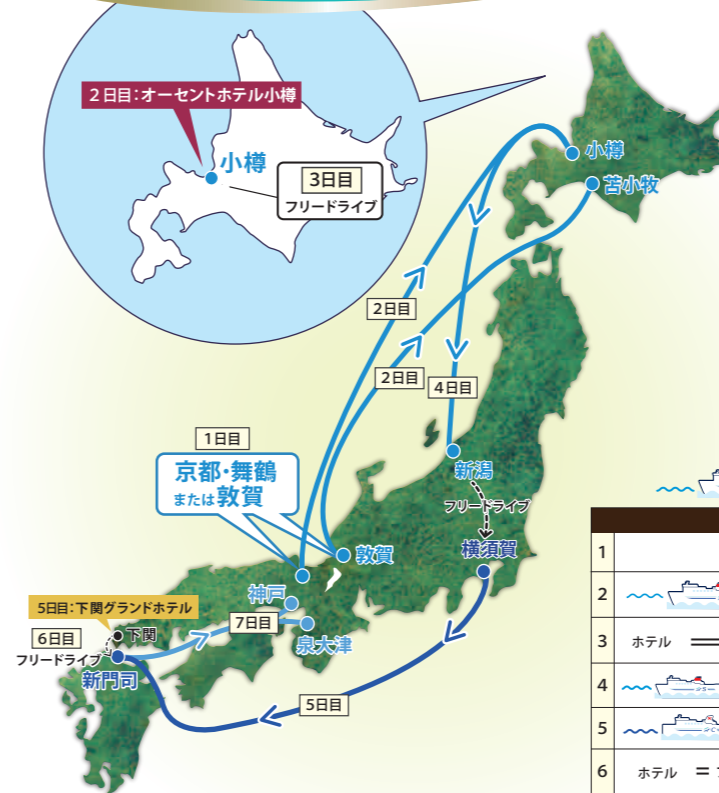 2日目:オーセントホテル小樽
小樽
3日目
フリードライブ
小樽
苫小牧
2日目
2日目
4日目
1日目
京都・舞鶴
または敦賀
新潟
フリードライブ
横須賀
敦賀
神戸
5日目:下関グランドホテル
6日目
下関
7日目
泉大津
フリードライブ
新門司
5日目
1
2
3 ホテル
4
5
6 ホテル =